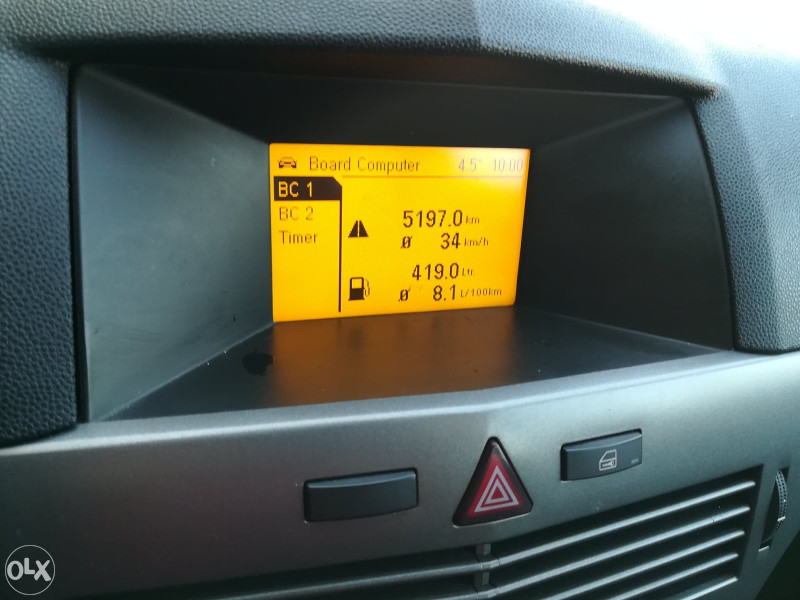 Board Computer 4.5° 10:00
BC 1
BC 2
Timer
5197.0 km
Ø 34 km/h
419.0 Ltr.
Ø 8.1 L/100km
OLX